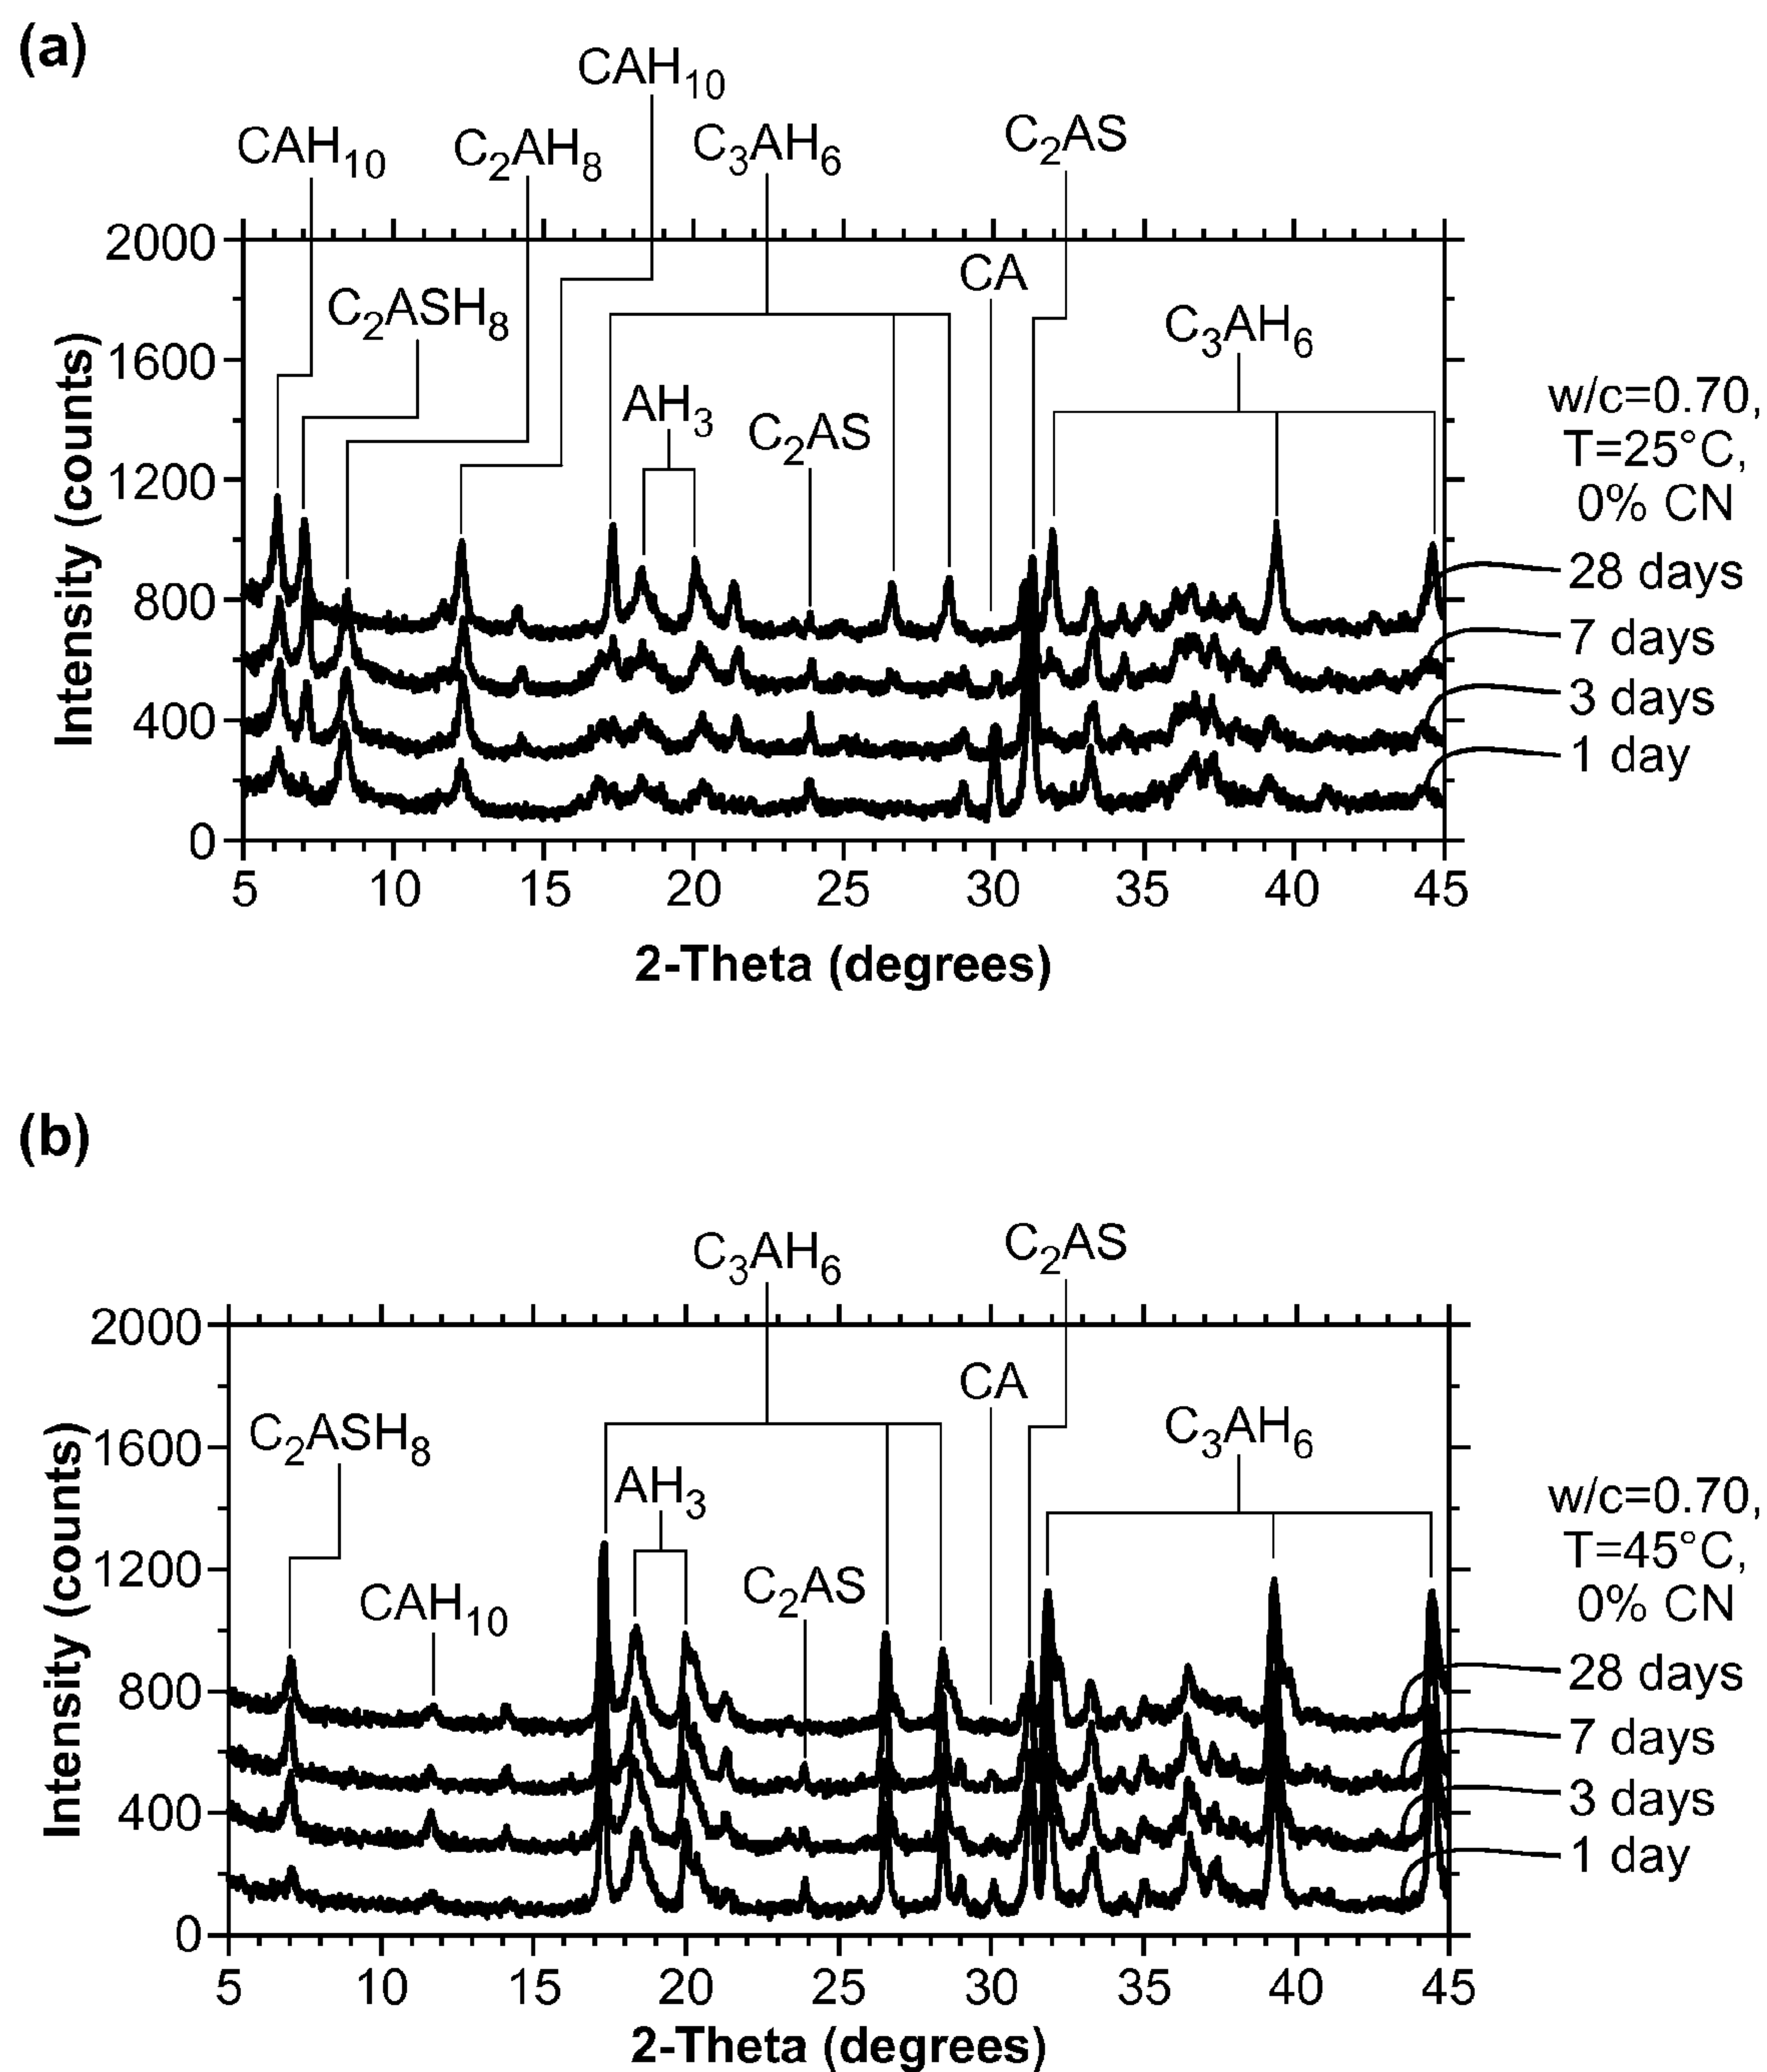 (a)
CAH10
CAH10 C2AH8 C3AH6 C2AS
2000
CA
C2ASH8 C3AH6
1600
AH3 C2AS
w/c=0.70,
T=25°C,
0% CN
1200
28 days
800
7 days
3 days
400
1 day
0
5 10 15 20 25 30 35 40 45
Intensity (counts)
2-Theta (degrees)
(b)
C3AH6 C2AS
2000
CA
C2ASH8 C3AH6
1600
AH3
w/c=0.70,
T=45°C,
0% CN
1200
CAH10 C2AS
28 days
800
7 days
3 days
400
1 day
0
5 10 15 20 25 30 35 40 45
Intensity (counts)
2-Theta (degrees)